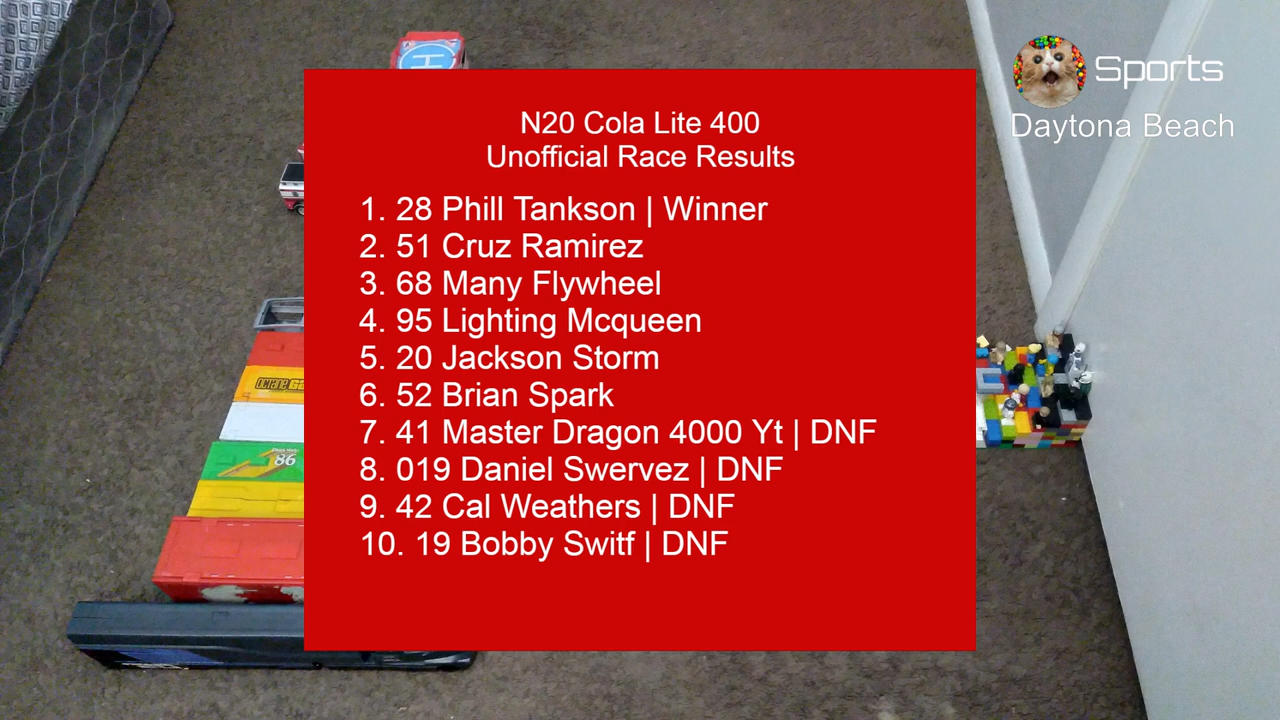 H
Sports
Daytona Beach
N20 Cola Lite 400
Unofficial Race Results
1. 28 Phill Tankson | Winner
2. 51 Cruz Ramirez
3. 68 Many Flywheel
4. 95 Lighting Mcqueen
5. 20 Jackson Storm
6. 52 Brian Spark
7. 41 Master Dragon 4000 Yt | DNF
8. 019 Daniel Swervez | DNF
9. 42 Cal Weathers | DNF
10. 19 Bobby Switf | DNF
86